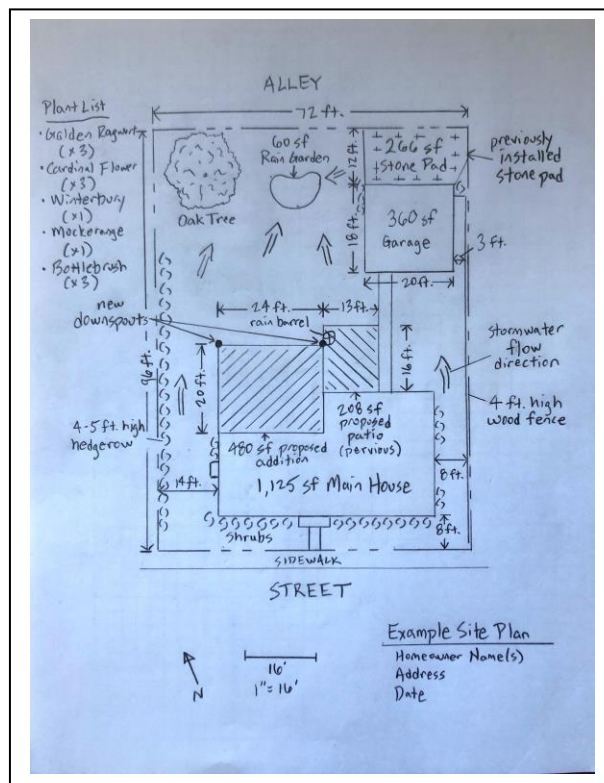 ALLEY
72 ft.
Plant List
• Golden Ragwort
(x3)
• Cardinal Flower
(x3)
• Winterbury
(x1)
• Mockorange
(x1)
• Bottlebrush
(x3)
60 sf
Rain Garden
12 ft.
266 sf
Stone Pad
previously
installed
stone pad
Oak Tree
18 ft.
360 sf
Garage
3 ft.
20 ft.
24 ft.
13 ft.
new
downspouts
rain barrel
16 ft.
stormwater
flow
direction
96 ft.
20 ft.
4 ft. high
wood fence
4-5 ft. high
hedgerow
480 sf proposed
addition
208 sf
proposed
patio
(pervious)
14 ft.
1,125 sf Main House
8 ft.
8 ft.
Shrubs
SIDEWALK
STREET
Example Site Plan
Homeowner Name(s)
Address
Date
N
16'
1" = 16'